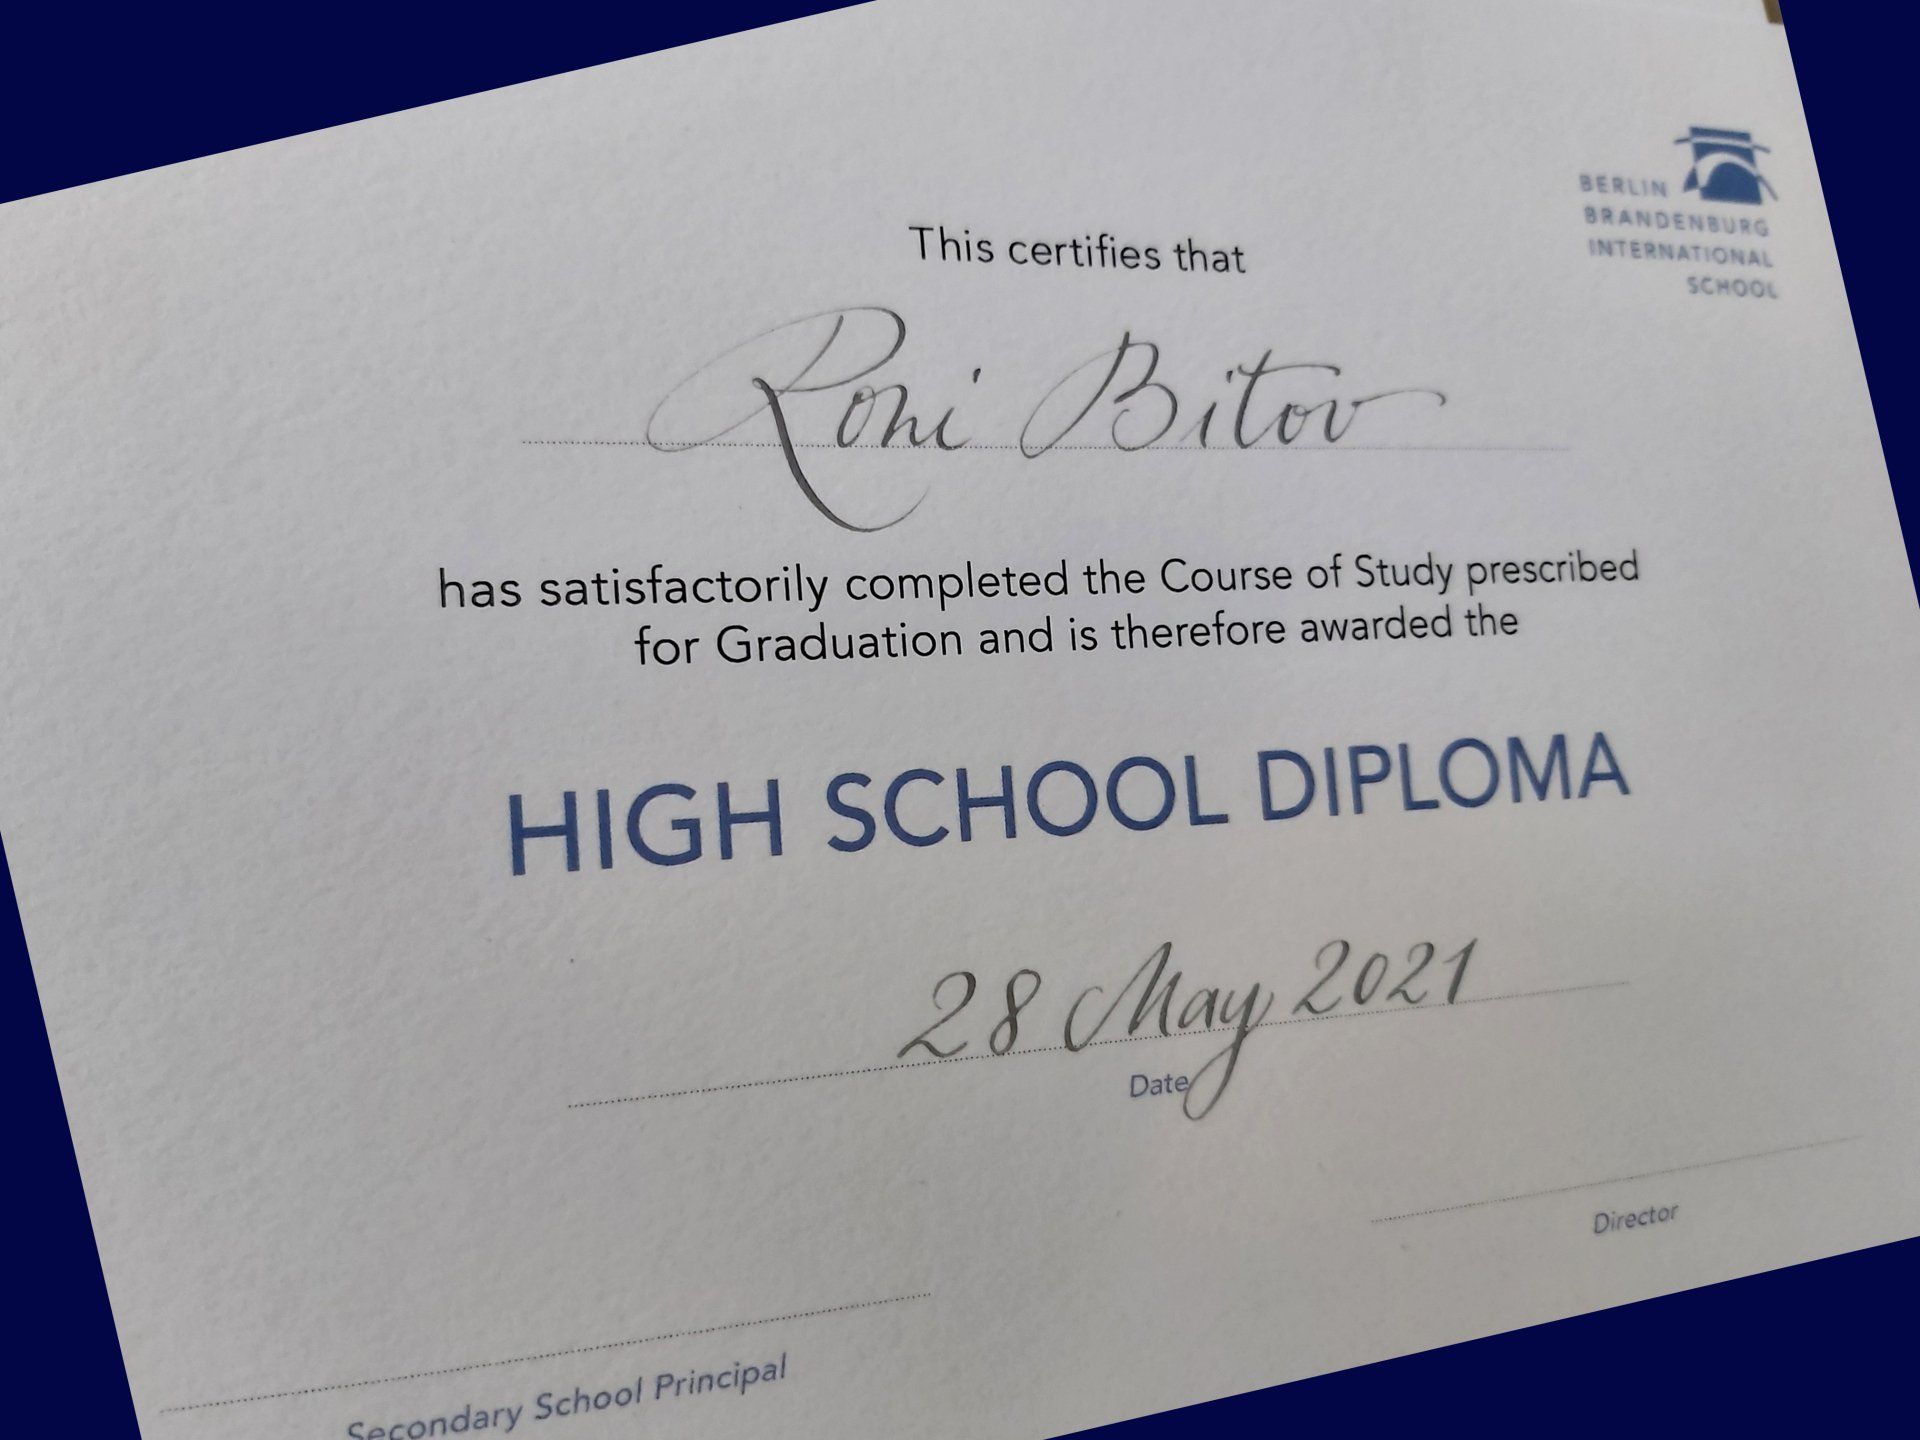 BERLIN
BRANDENBURG
INTERNATIONAL
SCHOOL
This certifies that
Roni Bitov
has satisfactorily completed the Course of Study prescribed
for Graduation and is therefore awarded the
HIGH SCHOOL DIPLOMA
28 May 2021
Date
Director
Secondary School Principal